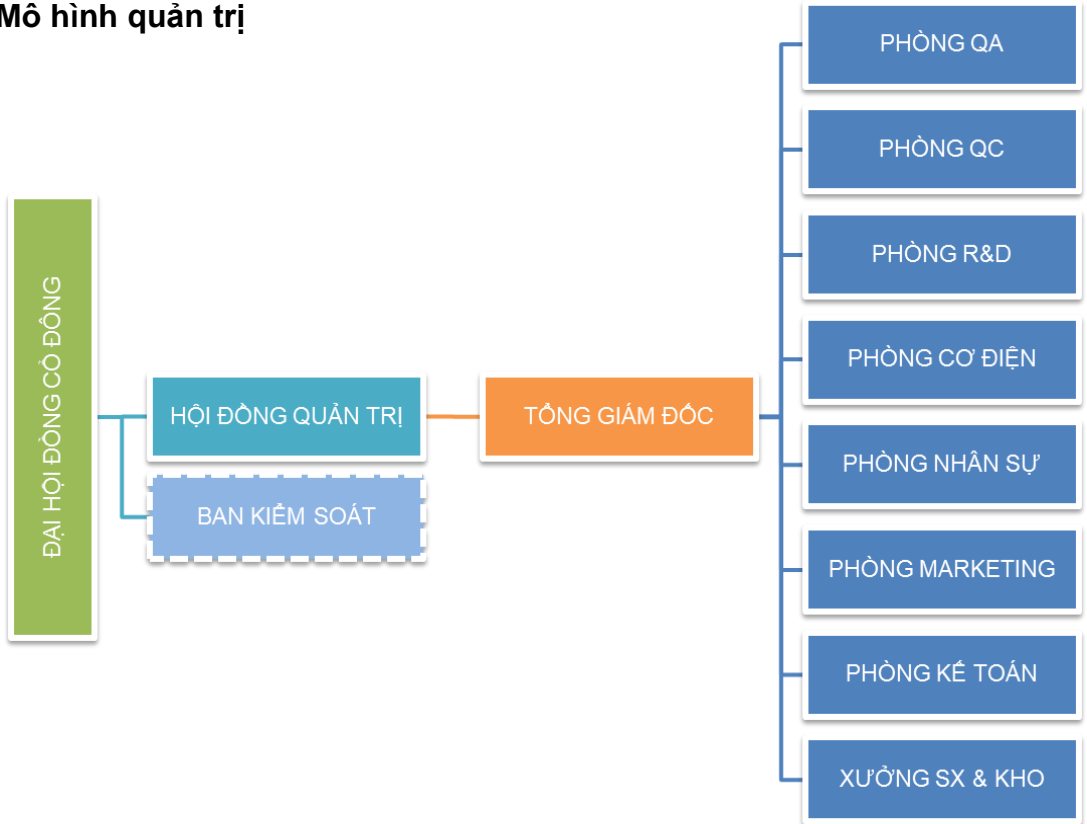 Mô hình quản trị
ĐẠI HỘI ĐỒNG CỔ ĐÔNG
HỘI ĐỒNG QUẢN TRỊ
BAN KIỂM SOÁT
TỔNG GIÁM ĐỐC
PHÒNG QA
PHÒNG QC
PHÒNG R&D
PHÒNG CƠ ĐIỆN
PHÒNG NHÂN SỰ
PHÒNG MARKETING
PHÒNG KẾ TOÁN
XƯỞNG SX & KHO